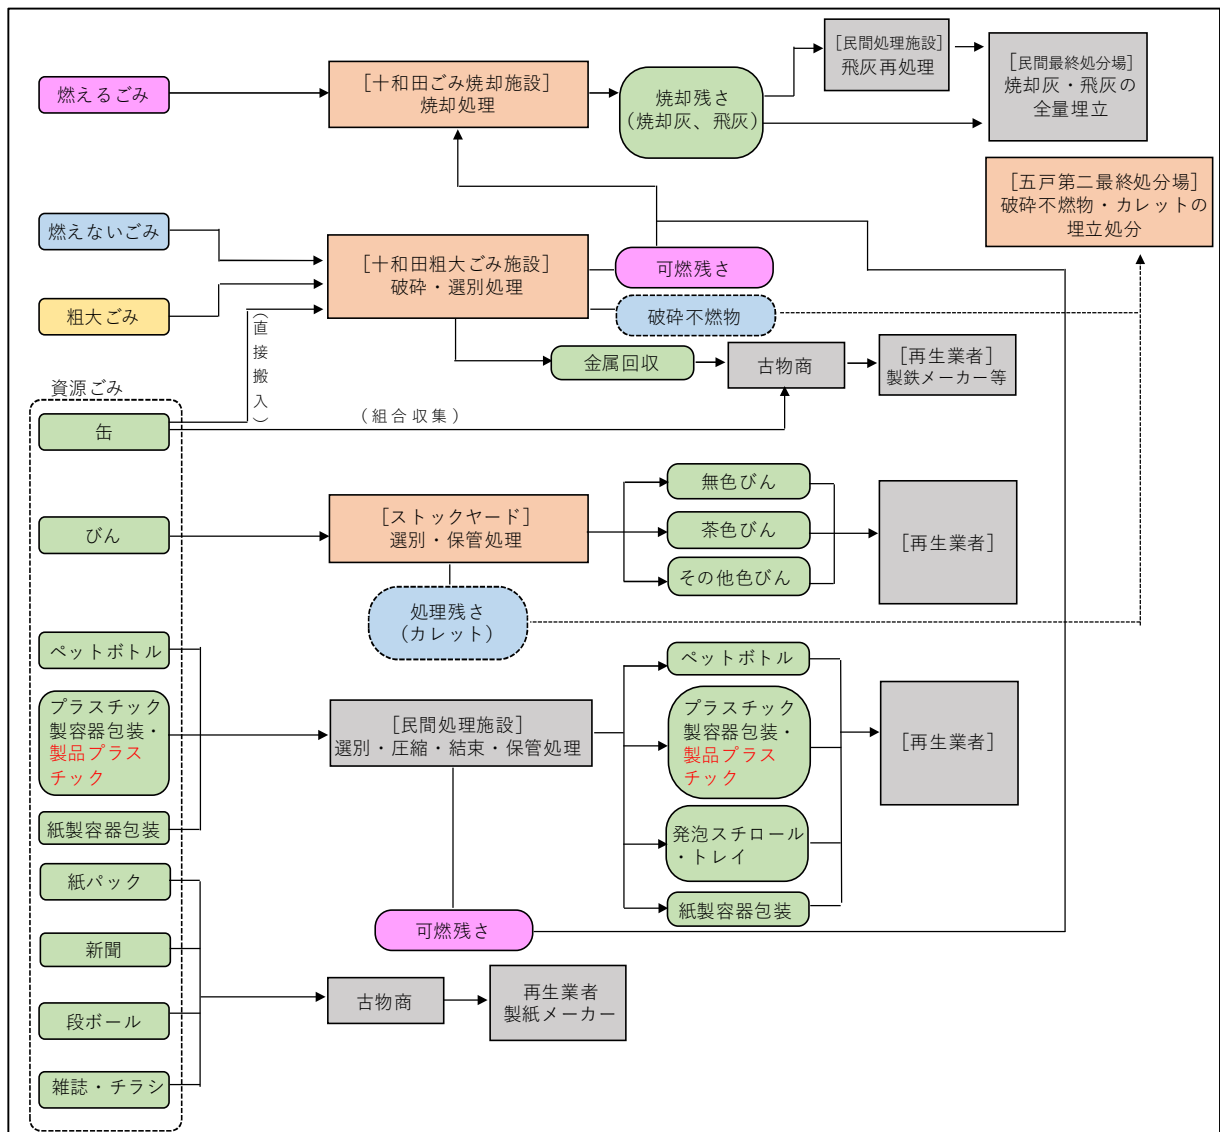 燃えるごみ
[十和田ごみ焼却施設]
焼却処理
焼却残さ
(焼却灰、飛灰)
[民間処理施設]
飛灰再処理
[民間最終処分場]
焼却灰・飛灰の
全量埋立
[五戸第二最終処分場]
破砕不燃物・カレットの
埋立処分
燃えないごみ
粗大ごみ
[十和田粗大ごみ施設]
破砕・選別処理
可燃残さ
破砕不燃物
金属回収
古物商
[再生業者]
製鉄メーカー等
(直接搬入)
資源ごみ
缶
(組合収集)
びん
[ストックヤード]
選別・保管処理
無色びん
茶色びん
その他色びん
[再生業者]
処理残さ
(カレット)
ペットボトル
プラスチック
製容器包装・
製品プラス
チック
紙製容器包装
[民間処理施設]
選別・圧縮・結束・保管処理
ペットボトル
プラスチック
製容器包装・
製品プラス
チック
発泡スチロール
・トレイ
紙製容器包装
[再生業者]
可燃残さ
紙パック
新聞
段ボール
雑誌・チラシ
古物商
再生業者
製紙メーカー